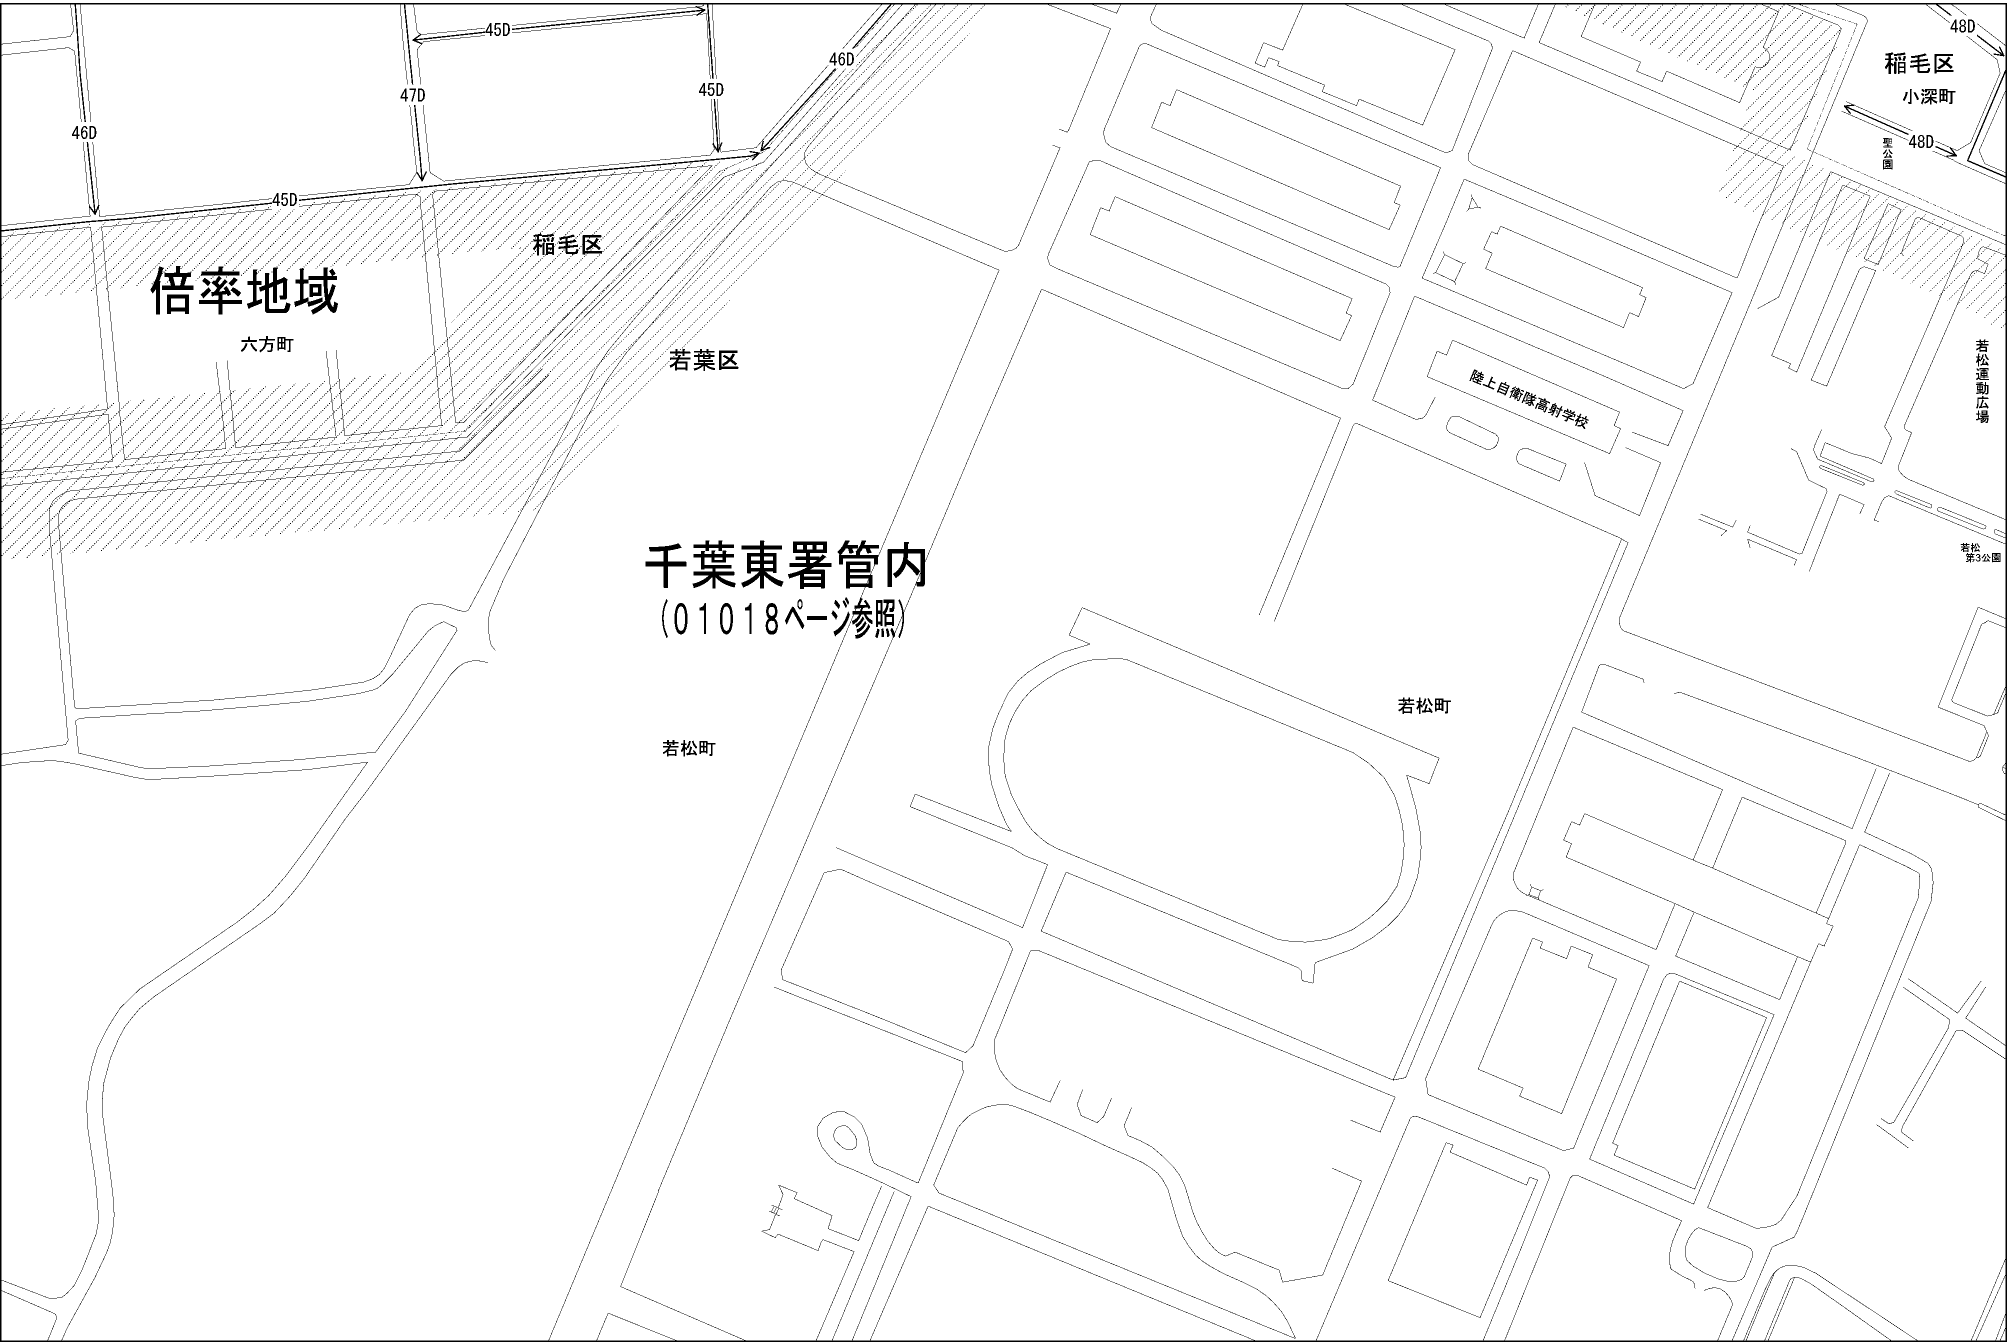 45D
48D
46D
稲毛区
47D
45D
小深町
46D
48D
聖公園
45D
稲毛区
倍率地域
六方町
若葉区
若松運動広場
陸上自衛隊高射学校
千葉東署管内
(01018ページ参照)
若松
第3公園
若松町
若松町